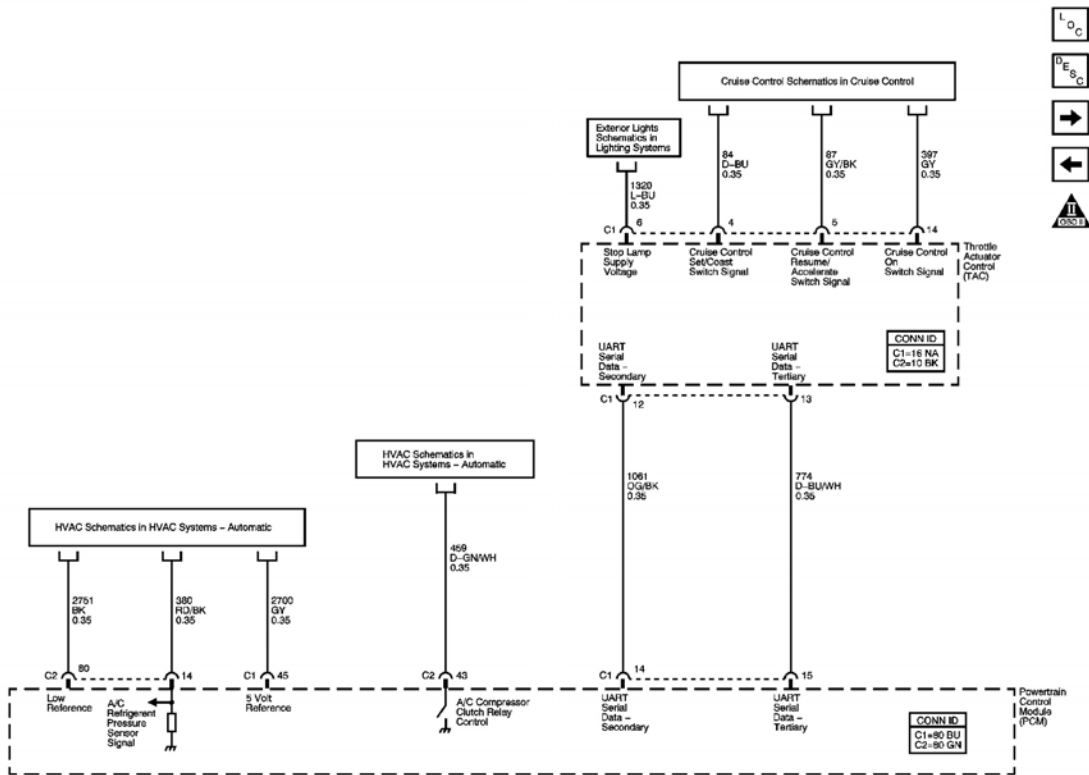 L
O
C
D
E
S
C
II
OBD II
Cruise Control Schematics in Cruise Control
Exterior Lights
Schematics in
Lighting Systems
84
D-BU
0.35
87
GY/BK
0.35
397
GY
0.35
1320
L-BU
0.35
C1 6
4
5
14
Stop Lamp
Supply
Voltage
Cruise Control
Set/Coast
Switch Signal
Cruise Control
Resume/
Accelerate
Switch Signal
Cruise Control
On
Switch Signal
Throttle
Actuator
Control
(TAC)
CONN ID
C1=16 NA
C2=10 BK
UART
Serial
Data -
Secondary
UART
Serial
Data -
Tertiary
C1 12
13
HVAC Schematics in
HVAC Systems - Automatic
1061
OG/BK
0.35
774
D-BU/WH
0.35
HVAC Schematics in HVAC Systems - Automatic
459
D-GN/WH
0.35
2751
BK
0.35
380
RD/BK
0.35
2700
GY
0.35
C2 80
14
C1 45
C2 43
C1 14
15
Low
Reference
A/C
Refrigerent
Pressure
Sensor
Signal
5 Volt
Reference
A/C Compressor
Clutch Relay
Control
UART
Serial
Data -
Secondary
UART
Serial
Data -
Tertiary
Powertrain
Control
Module
(PCM)
CONN ID
C1=80 BU
C2=80 GN